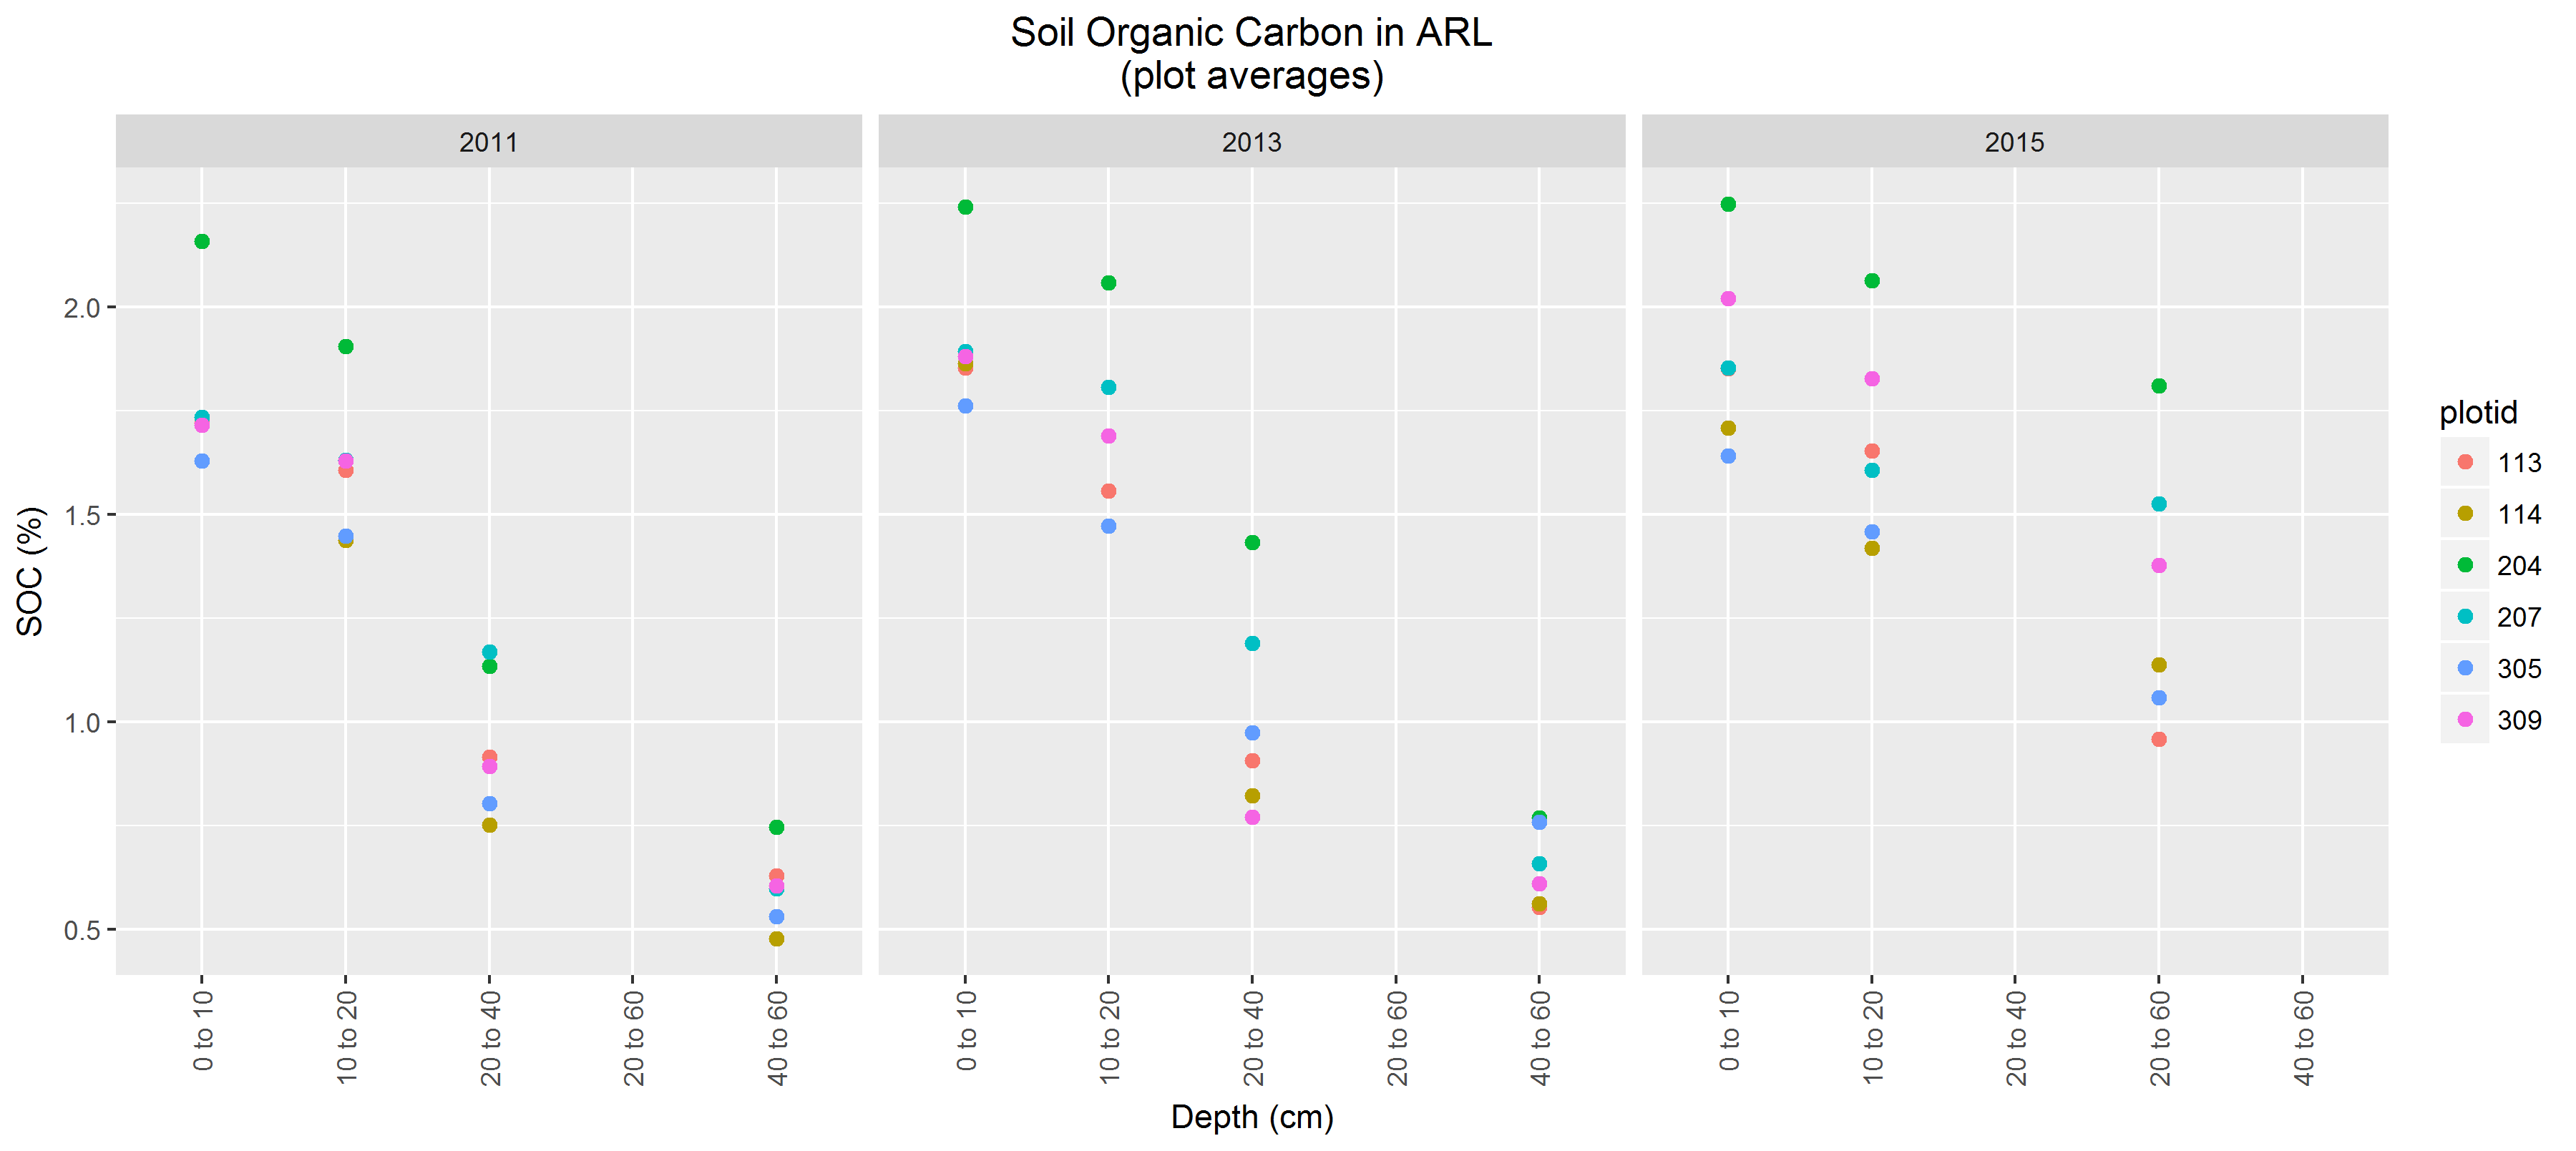 Soil Organic Carbon in ARL
(plot averages)
2011
2013
2015
SOC (%)
2.0
1.5
1.0
0.5
0 to 10
10 to 20
20 to 40
20 to 60
40 to 60
0 to 10
10 to 20
20 to 40
20 to 60
40 to 60
0 to 10
10 to 20
20 to 40
20 to 60
40 to 60
Depth (cm)
plotid
113
114
204
207
305
309